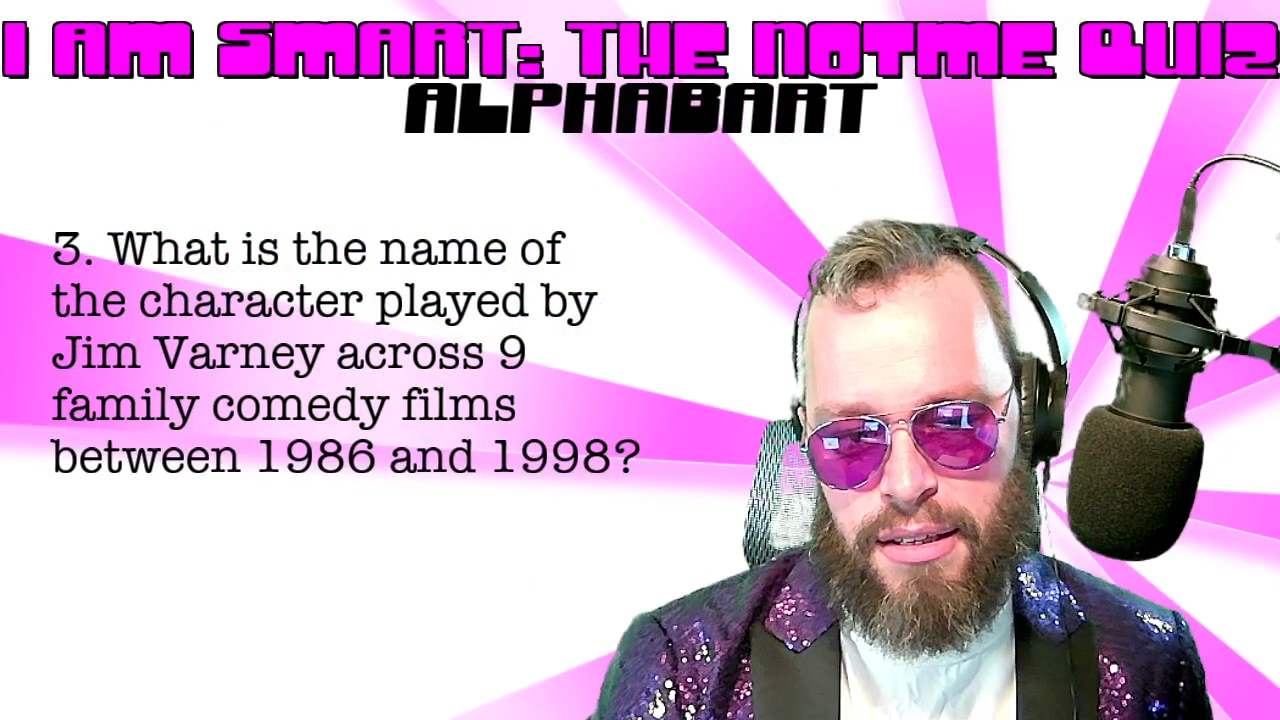 I AM SMART: THE NOTME QUIZ
ALPHABART
3. What is the name of
the character played by
Jim Varney across 9
family comedy films
between 1986 and 1998?